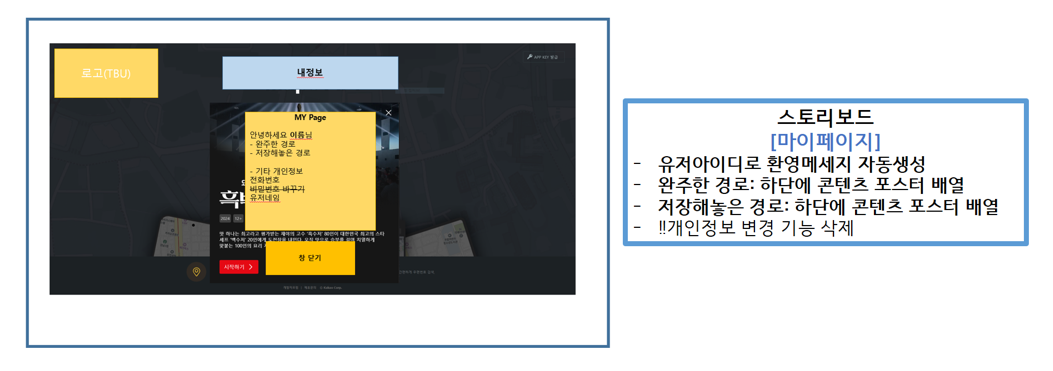 로고(TBU)
API KEY 발급
내정보
MY Page
안녕하세요 이름님
- 완주한 경로
- 저장해놓은 경로
- 기타 개인정보
전화번호
비밀번호 바꾸기
유저네임
시작하기
창 닫기
스토리보드
[마이페이지]
- 유저아이디로 환영메세지 자동생성
- 완주한 경로: 하단에 콘텐츠 포스터 배열
- 저장해놓은 경로: 하단에 콘텐츠 포스터 배열
- !!개인정보 변경 기능 삭제